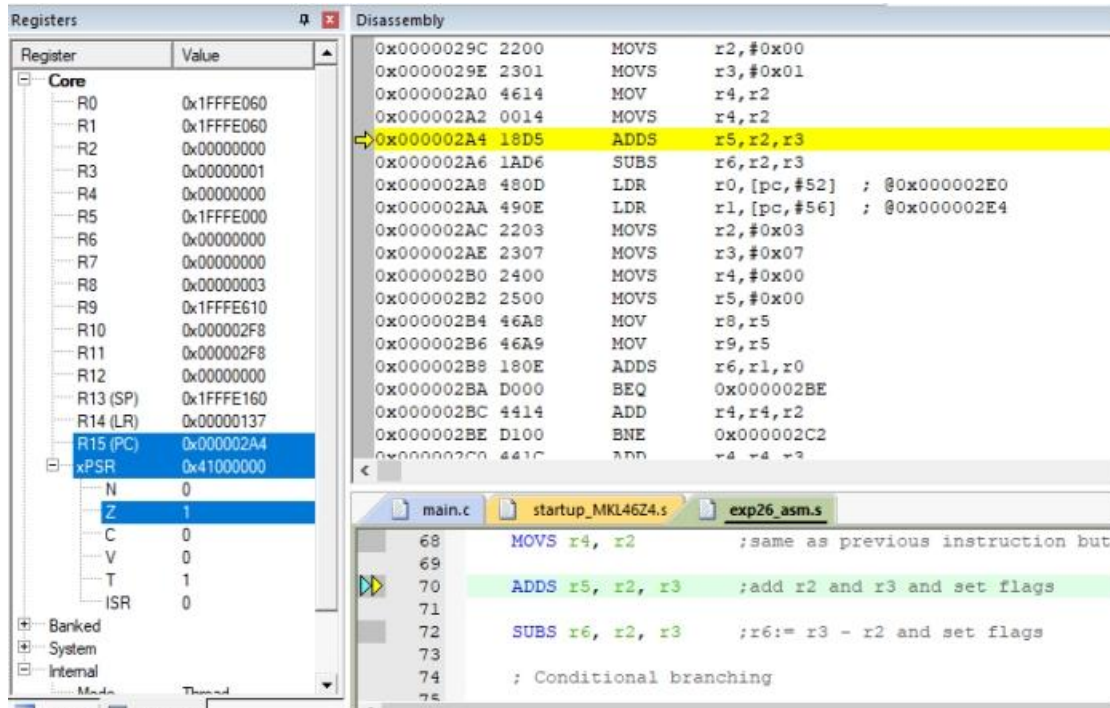 Registers
Register Value
Core
R0 0x1FFFE060
R1 0x1FFFE060
R2 0x00000000
R3 0x00000001
R4 0x00000000
R5 0x1FFFE000
R6 0x00000000
R7 0x00000000
R8 0x00000003
R9 0x1FFFE610
R10 0x000002F8
R11 0x000002F8
R12 0x00000000
R13 (SP) 0x1FFFE160
R14 (LR) 0x00000137
R15 (PC) 0x000002A4
xPSR 0x41000000
N 0
Z 1
C 0
V 0
T 1
ISR 0
Banked
System
Internal
Mode Thread
Disassembly
0x0000029C 2200 MOVS r2,#0x00
0x0000029E 2301 MOVS r3,#0x01
0x000002A0 4614 MOV r4,r2
0x000002A2 0014 MOVS r4,r2
0x000002A4 18D5 ADDS r5,r2,r3
0x000002A6 1AD6 SUBS r6,r2,r3
0x000002A8 480D LDR r0,[pc,#52] ; @0x000002E0
0x000002AA 490E LDR r1,[pc,#56] ; @0x000002E4
0x000002AC 2203 MOVS r2,#0x03
0x000002AE 2307 MOVS r3,#0x07
0x000002B0 2400 MOVS r4,#0x00
0x000002B2 2500 MOVS r5,#0x00
0x000002B4 46A8 MOV r8,r5
0x000002B6 46A9 MOV r9,r5
0x000002B8 180E ADDS r6,r1,r0
0x000002BA D000 BEQ 0x000002BE
0x000002BC 4414 ADD r4,r4,r2
0x000002BE D100 BNE 0x000002C2
0x000002C0 441C ADD r4,r4,r3
main.c startup_MKL46Z4.s exp26_asm.s
68 MOVS r4, r2 ;same as previous instruction but
69
70 ADDS r5, r2, r3 ;add r2 and r3 and set flags
71
72 SUBS r6, r2, r3 ;r6:= r3 - r2 and set flags
73
74 ; Conditional branching
75